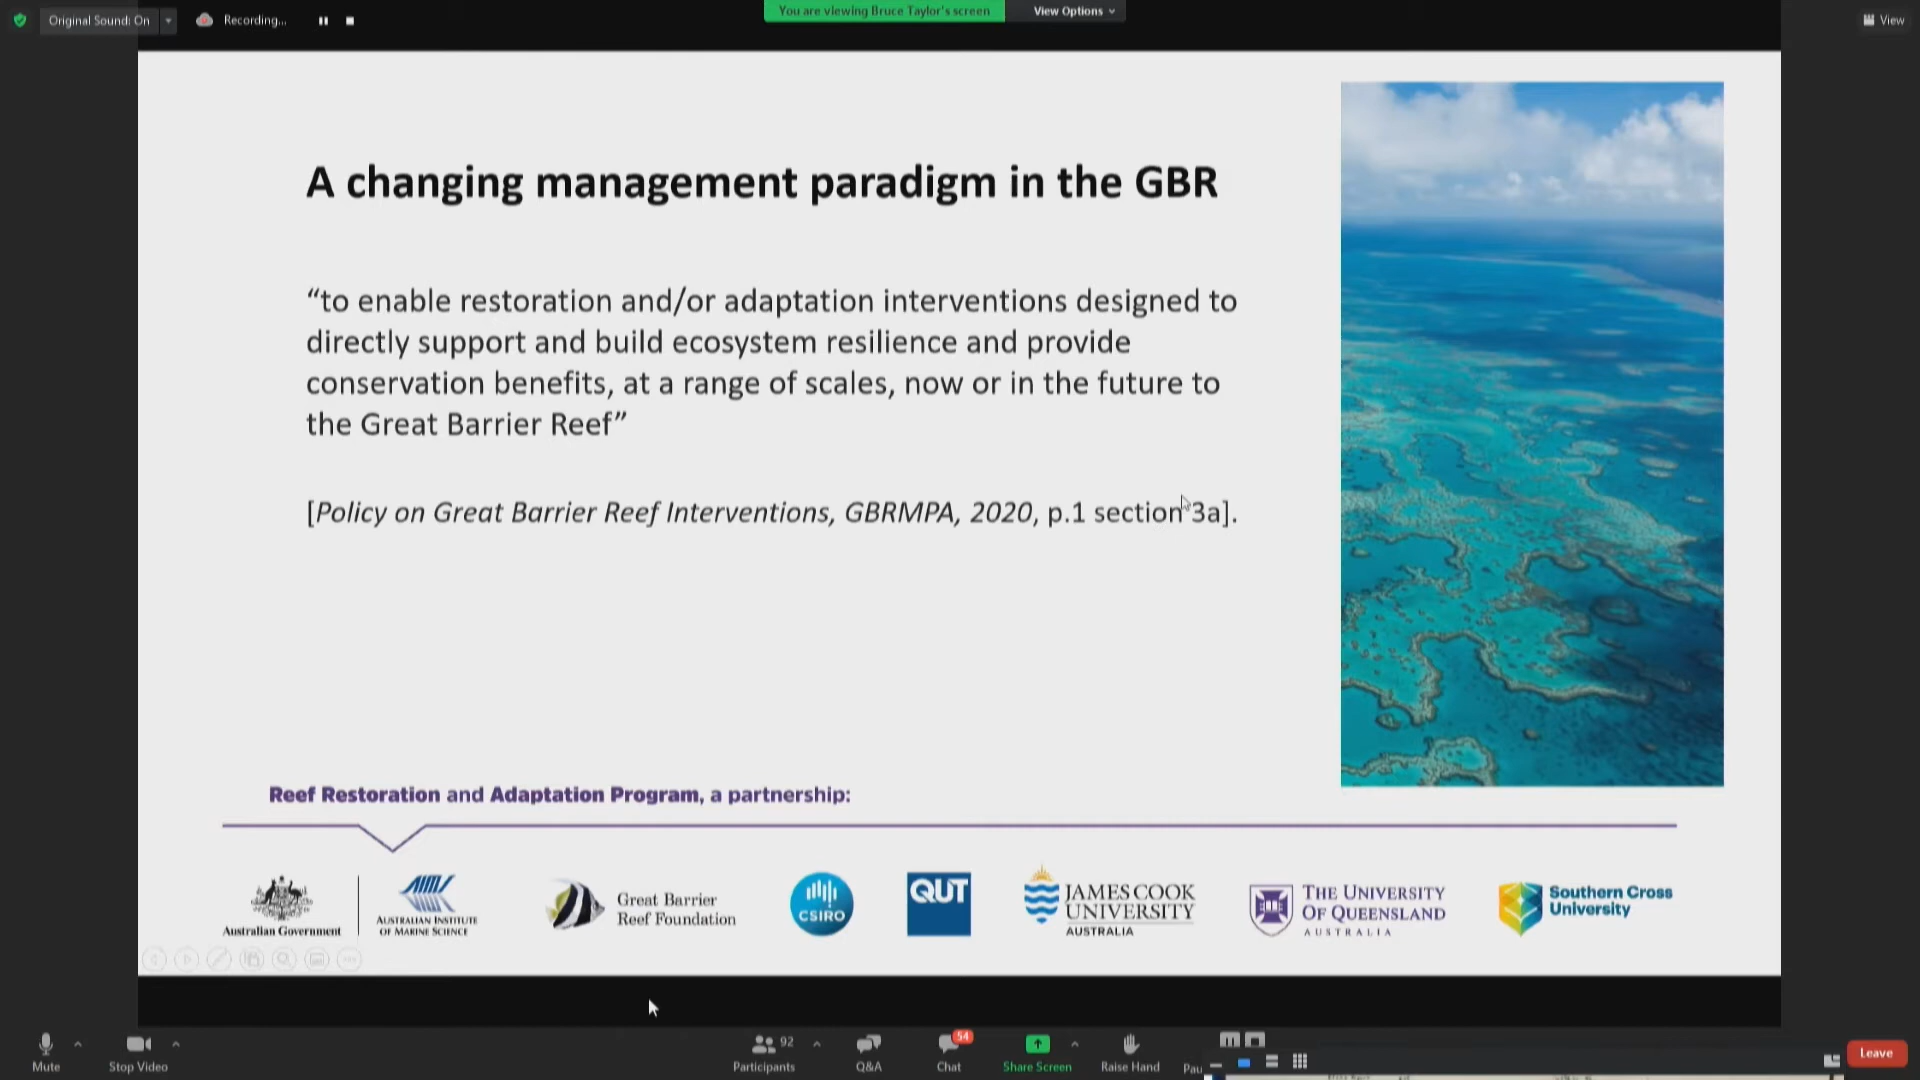 Original Sound: On
Recording...
You are viewing Bruce Taylor's screen
View Options
View
A changing management paradigm in the GBR
“to enable restoration and/or adaptation interventions designed to
directly support and build ecosystem resilience and provide
conservation benefits, at a range of scales, now or in the future to
the Great Barrier Reef”
[Policy on Great Barrier Reef Interventions, GBRMPA, 2020, p.1 section 3a].
Reef Restoration and Adaptation Program, a partnership:
Australian Government
AUSTRALIAN INSTITUTE
OF MARINE SCIENCE
Great Barrier
Reef Foundation
CSIRO
QUT
JAMES COOK
UNIVERSITY
AUSTRALIA
THE UNIVERSITY
OF QUEENSLAND
AUSTRALIA
Southern Cross
University
Mute
Stop Video
92
Participants
Q&A
54
Chat
Share Screen
Raise Hand
Leave